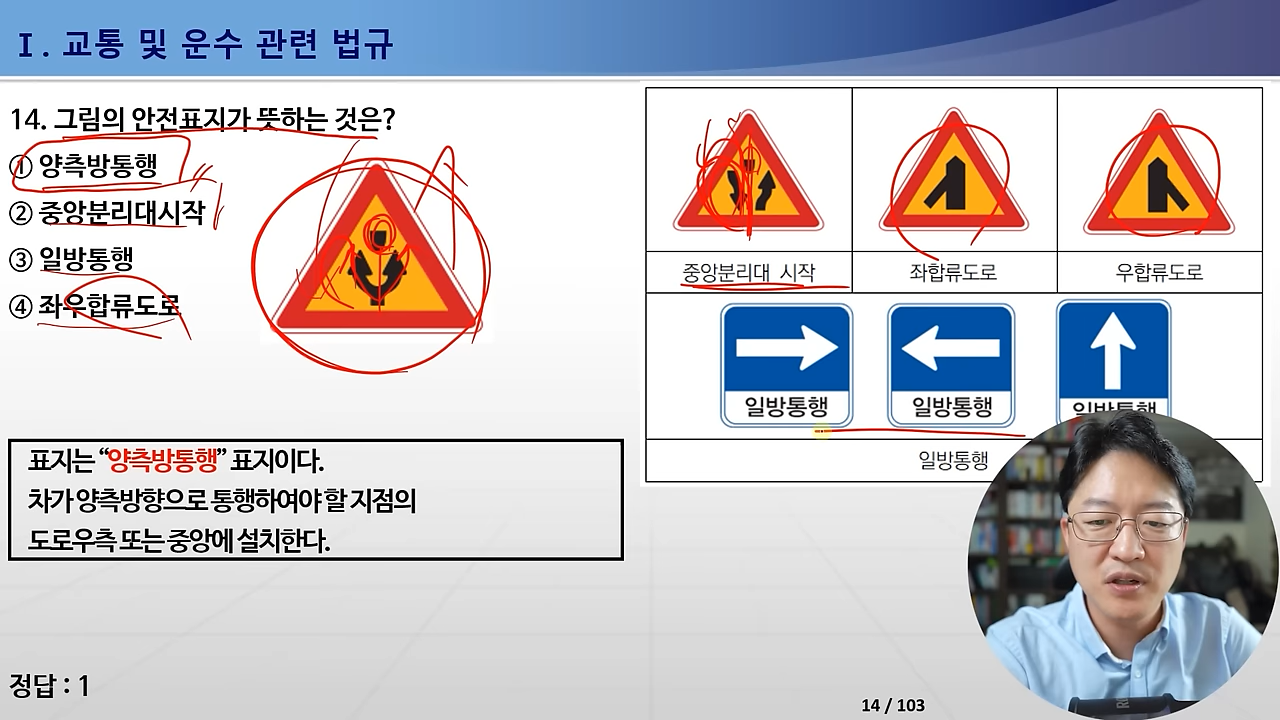 Ⅰ. 교통 및 운수 관련 법규
14. 그림의 안전표지가 뜻하는 것은?
① 양측방통행
② 중앙분리대시작
③ 일방통행
④ 좌우합류도로
표지는 “양측방통행” 표지이다.
차가 양측방향으로 통행하여야 할 지점의
도로우측 또는 중앙에 설치한다.
정답 : 1
중앙분리대 시작
좌합류도로
우합류도로
일방통행
일방통행
일방통행
일방통행
14 / 103